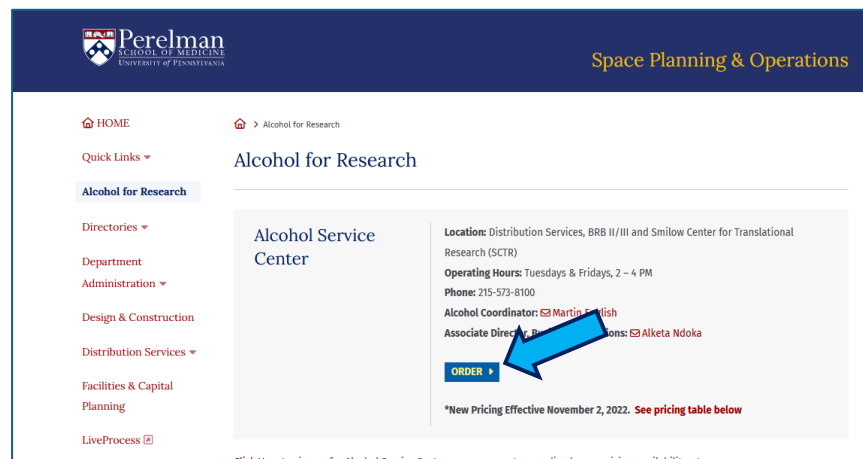 Perelman
SCHOOL OF MEDICINE
UNIVERSITY of PENNSYLVANIA
Space Planning & Operations
HOME
Quick Links
Alcohol for Research
Directories
Department
Administration
Design & Construction
Distribution Services
Facilities & Capital
Planning
LiveProcess
> Alcohol for Research
Alcohol for Research
Alcohol Service
Center
Location: Distribution Services, BRB II/III and Smilow Center for Translational
Research (SCTR)
Operating Hours: Tuesdays & Fridays, 2 – 4 PM
Phone: 215-573-8100
Alcohol Coordinator: Martin
Associate Director, Alketa Ndoka
ORDER
*New Pricing Effective November 2, 2022. See pricing table below